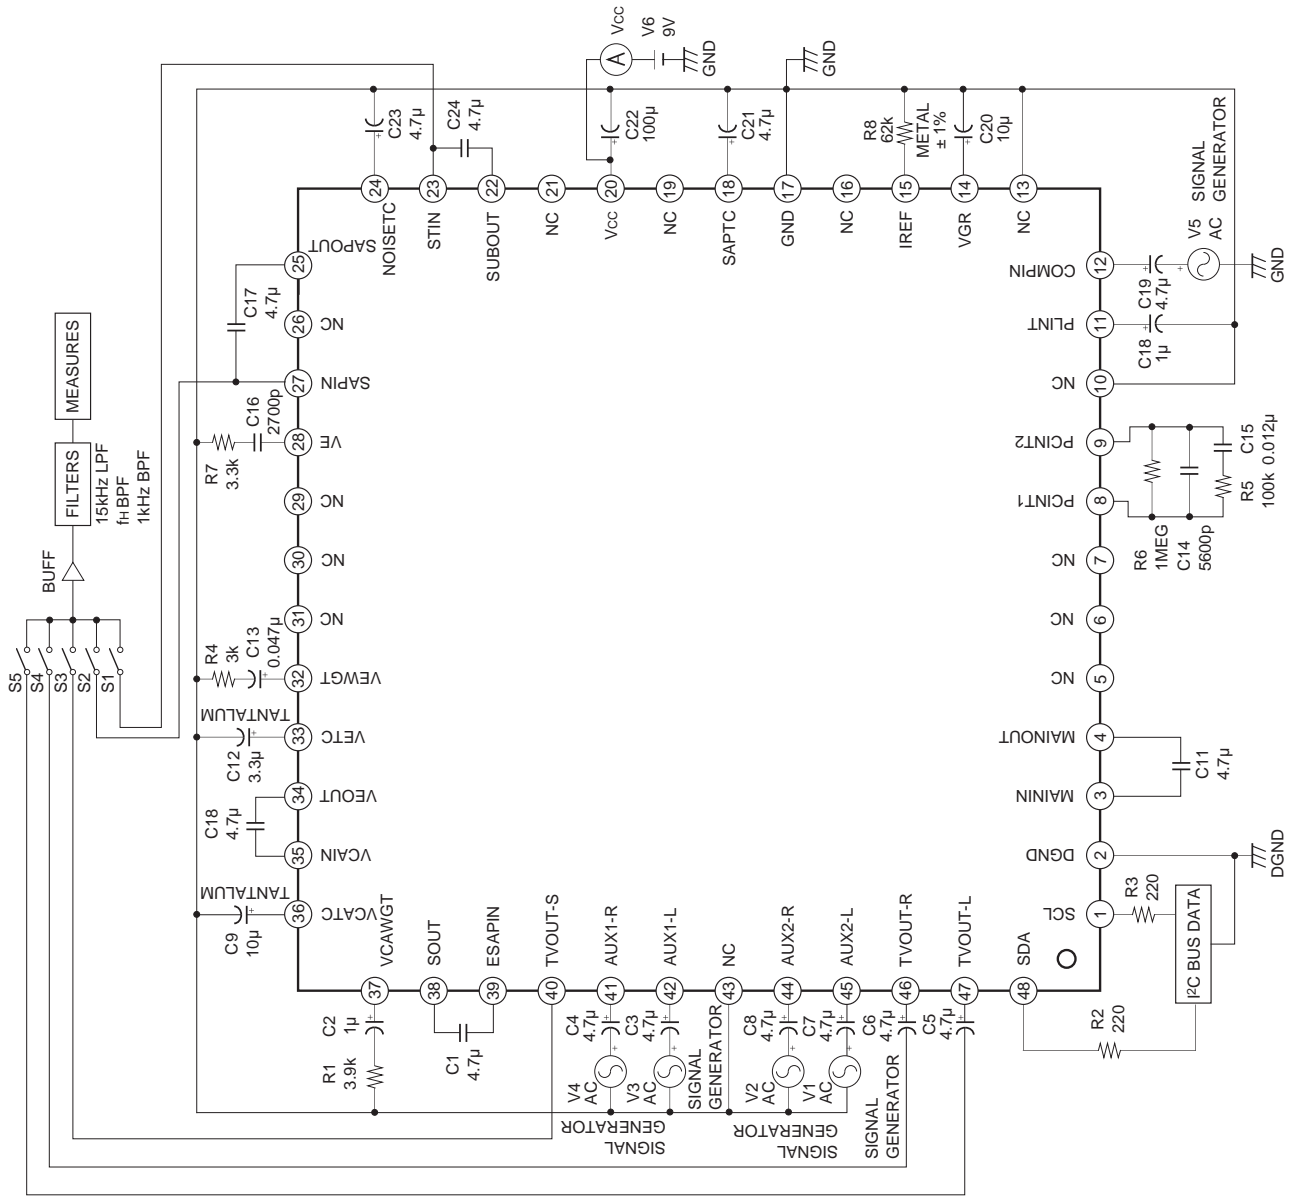 S5
S4
S3
S2
S1
BUFF
FILTERS
15kHz LPF
fH BPF
1kHz BPF
MEASURES
A
Vcc
V6
9V
GND
GND
C23
4.7µ
C24
4.7µ
C22
100µ
C21
4.7µ
R8
62k
METAL
± 1%
C20
10µ
SIGNAL
GENERATOR
V5
AC
C19
4.7µ
GND
C18
1µ
24
NOISETC
23
STIN
22
SUBOUT
21
NC
20
Vcc
19
NC
18
SAPTC
17
GND
16
NC
15
IREF
14
VGR
13
NC
25
SAPOUT
26
NC
27
SAPIN
28
VE
29
NC
30
NC
31
NC
32
VEWGT
33
VETC
34
VEOUT
35
VCAIN
36
VCATC
C17
4.7µ
C16
2700p
R7
3.3k
R4
3k
C13
0.047µ
TANTALUM
C12
3.3µ
C18
4.7µ
TANTALUM
C9
10µ
12
COMPIN
11
PLINT
10
NC
9
PCINT2
8
PCINT1
7
NC
6
NC
5
NC
4
MAINOUT
3
MAININ
2
DGND
1
SCL
R6
1MEG
C14
5600p
R5
100k
C15
0.012µ
C11
4.7µ
DGND
R3
220
I²C BUS DATA
R2
220
37
VCAWGT
38
SOUT
39
ESAPIN
40
TVOUT-S
41
AUX1-R
42
AUX1-L
43
NC
44
AUX2-R
45
AUX2-L
46
TVOUT-R
47
TVOUT-L
48
SDA
C2
1µ
R1
3.9k
C1
4.7µ
C4
4.7µ
V4
AC
C3
4.7µ
V3
AC
SIGNAL
GENERATOR
C8
4.7µ
V2
AC
C7
4.7µ
V1
AC
C6
4.7µ
C5
4.7µ
SIGNAL
GENERATOR
SIGNAL
GENERATOR
SIGNAL
GENERATOR